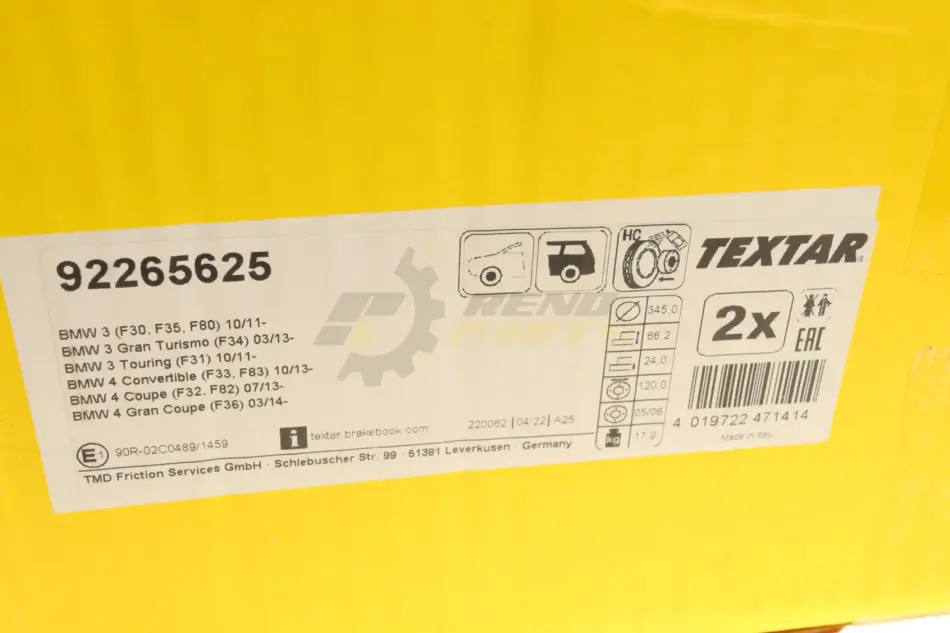 92265625
BMW 3 (F30, F35, F80) 10/11-
BMW 3 Gran Turismo (F34) 03/13-
BMW 3 Touring (F31) 10/11-
BMW 4 Convertible (F33, F83) 10/13-
BMW 4 Coupe (F32, F82) 07/13-
BMW 4 Gran Coupe (F36) 03/14-
E1 90R-02C0489/1459
i textar brakebook.com
220062 | 04/22 | A25
TMD Friction Services GmbH · Schlebuscher Str. 99 · 51381 Leverkusen · Germany
HC
345,0
66,2
24,0
120,0
05/06
kg 17,9
TEXTAR®
2x
EAC
4 019722 471414
Made in Italy
PARTS